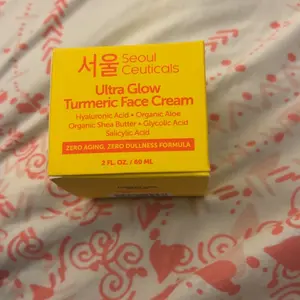 서울 Seoul
Ceuticals
Ultra Glow
Turmeric Face Cream
Hyaluronic Acid • Organic Aloe
Organic Shea Butter • Glycolic Acid
Salicylic Acid
ZERO AGING, ZERO DULLNESS FORMULA
2 FL. OZ. / 60 ML